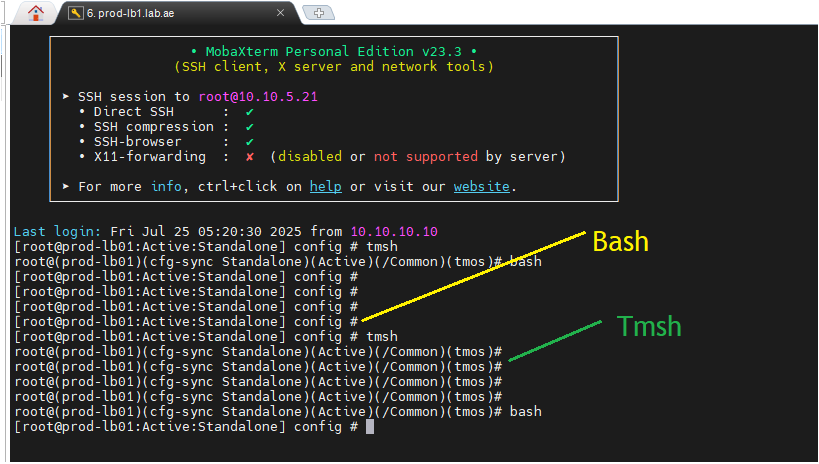 6. prod-lb1.lab.ae
• MobaXterm Personal Edition v23.3 •
(SSH client, X server and network tools)
➤ SSH session to root@10.10.5.21
• Direct SSH : ✔
• SSH compression : ✔
• SSH-browser : ✔
• X11-forwarding : ✘ (disabled or not supported by server)
➤ For more info, ctrl+click on help or visit our website.
Last login: Fri Jul 25 05:20:30 2025 from 10.10.10.10
[root@prod-lb01:Active:Standalone] config # tmsh
root@(prod-lb01)(cfg-sync Standalone)(Active)(/Common)(tmos)# bash
[root@prod-lb01:Active:Standalone] config #
[root@prod-lb01:Active:Standalone] config #
[root@prod-lb01:Active:Standalone] config #
[root@prod-lb01:Active:Standalone] config #
[root@prod-lb01:Active:Standalone] config # tmsh
root@(prod-lb01)(cfg-sync Standalone)(Active)(/Common)(tmos)#
root@(prod-lb01)(cfg-sync Standalone)(Active)(/Common)(tmos)#
root@(prod-lb01)(cfg-sync Standalone)(Active)(/Common)(tmos)#
root@(prod-lb01)(cfg-sync Standalone)(Active)(/Common)(tmos)#
root@(prod-lb01)(cfg-sync Standalone)(Active)(/Common)(tmos)# bash
[root@prod-lb01:Active:Standalone] config #
Bash
Tmsh